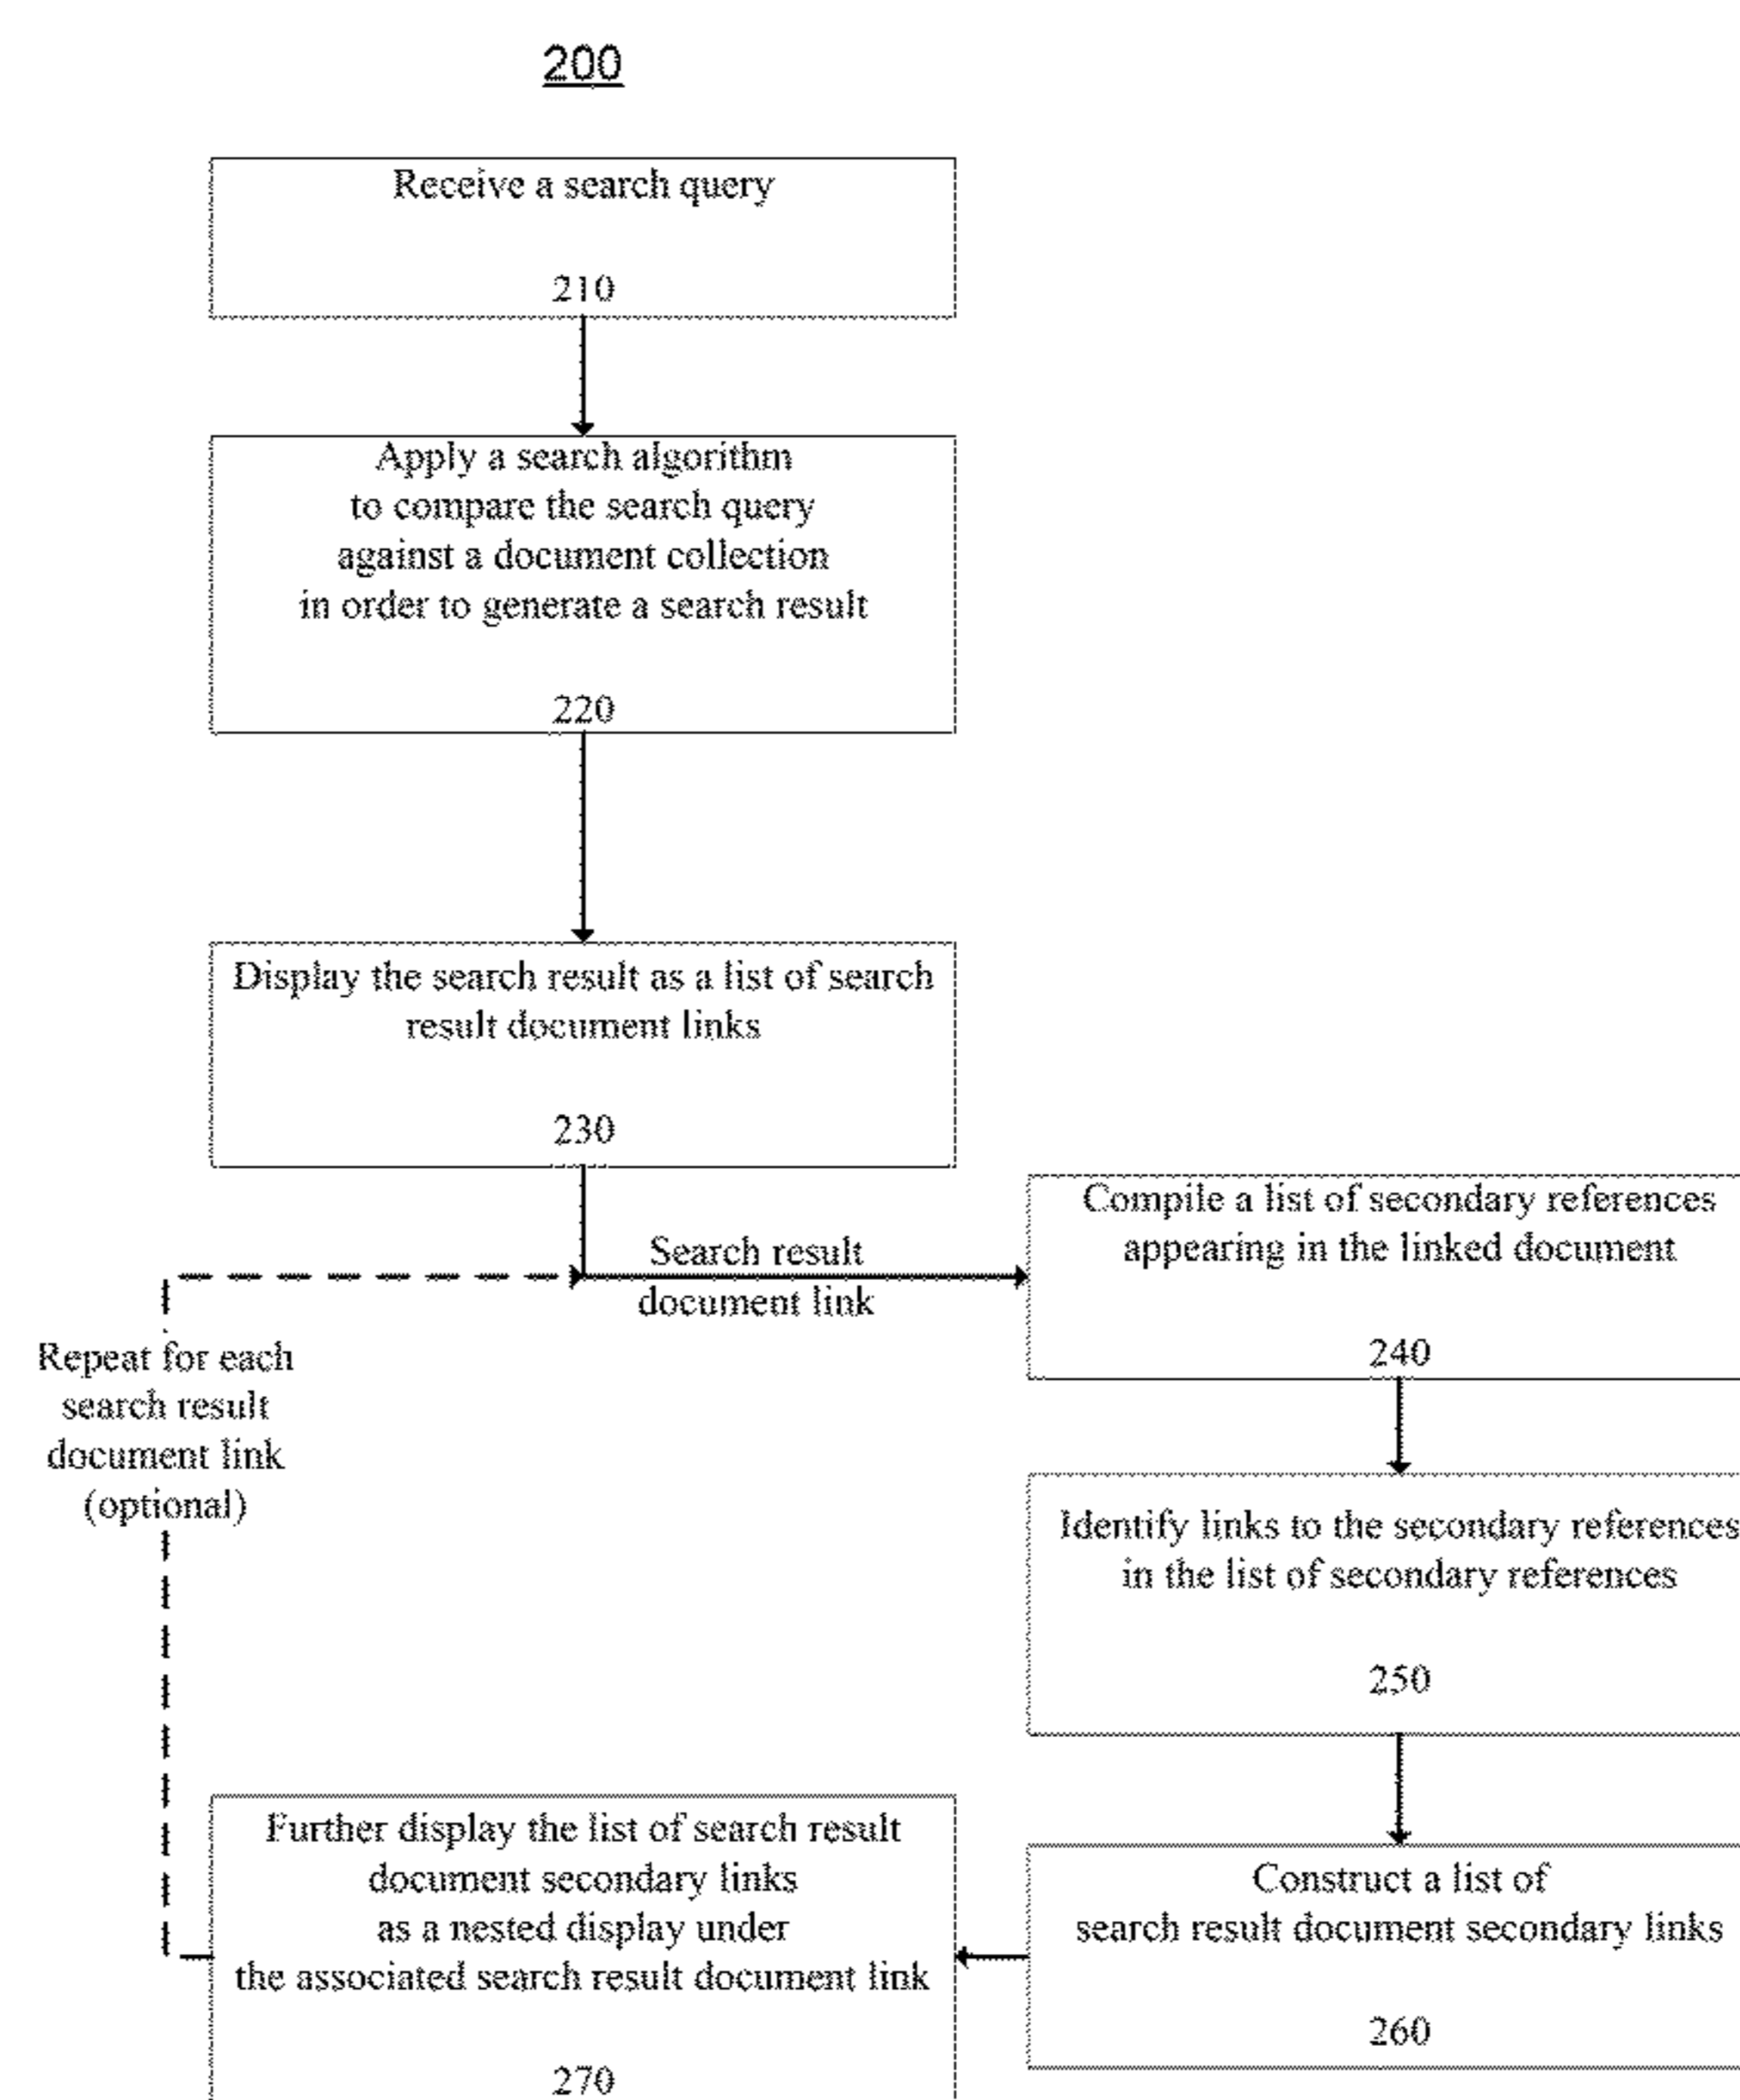 200
Receive a search query
210
Apply a search algorithm
to compare the search query
against a document collection
in order to generate a search result
220
Display the search result as a list of search
result document links
230
Search result
document link
Compile a list of secondary references
appearing in the linked document
240
Identify links to the secondary references
in the list of secondary references
250
Construct a list of
search result document secondary links
260
Further display the list of search result
document secondary links
as a nested display under
the associated search result document link
270
Repeat for each
search result
document link
(optional)